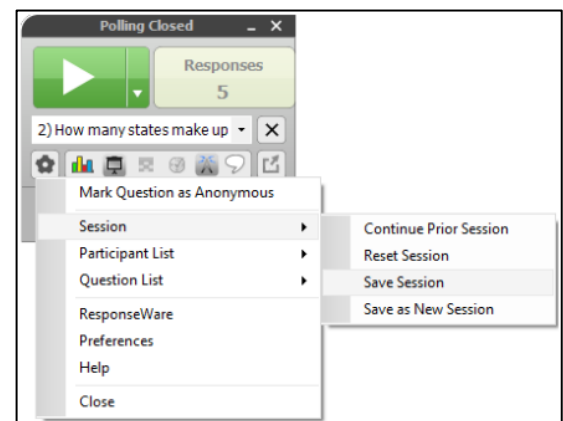 Polling Closed
Responses
5
2) How many states make up
Mark Question as Anonymous
Session
Participant List
Question List
ResponseWare
Preferences
Help
Close
Continue Prior Session
Reset Session
Save Session
Save as New Session